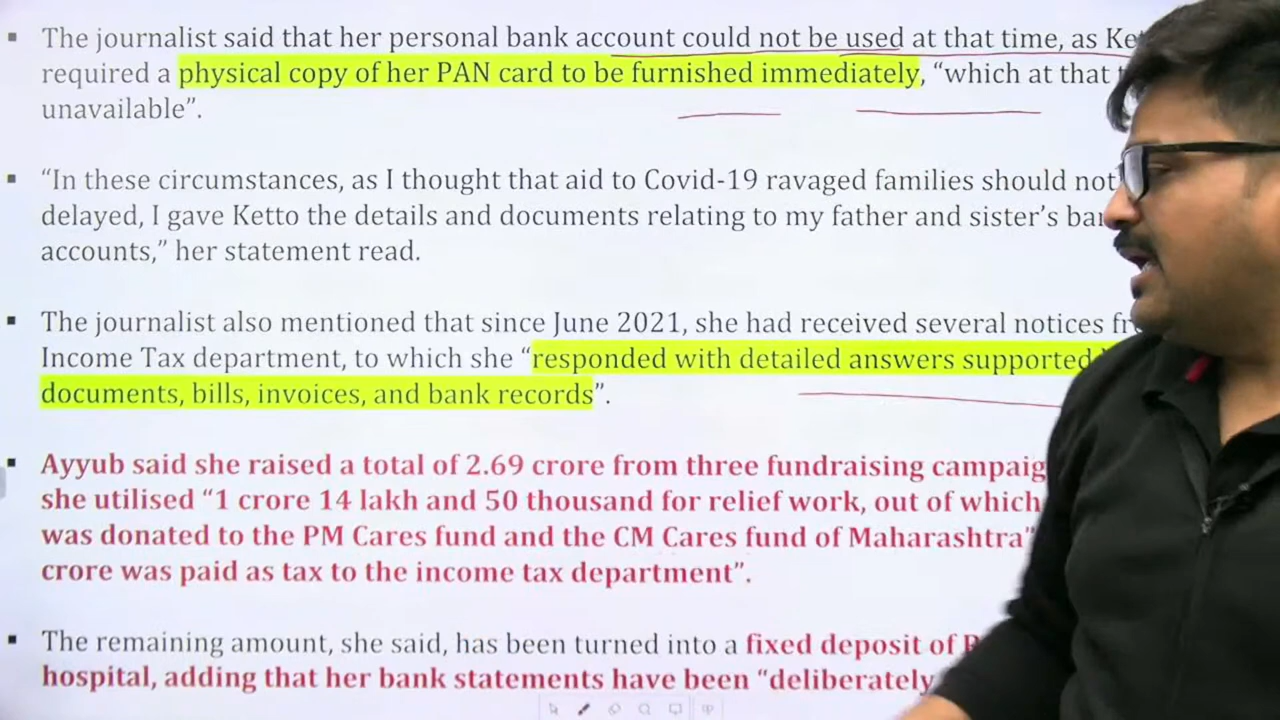 The journalist said that her personal bank account could not be used at that time, as
required a physical copy of her PAN card to be furnished immediately, “which at that
unavailable”.
“In these circumstances, as I thought that aid to Covid-19 ravaged families should not
delayed, I gave Ketto the details and documents relating to my father and sister’s
accounts,” her statement read.
The journalist also mentioned that since June 2021, she had received several notices
Income Tax department, to which she “responded with detailed answers supported
documents, bills, invoices, and bank records”.
Ayyub said she raised a total of 2.69 crore from three fundraising
she utilised “1 crore 14 lakh and 50 thousand for relief work, out of which
was donated to the PM Cares fund and the CM Cares fund of Maharashtra”
crore was paid as tax to the income tax department”.
The remaining amount, she said, has been turned into a fixed deposit of
hospital, adding that her bank statements have been “deliberately